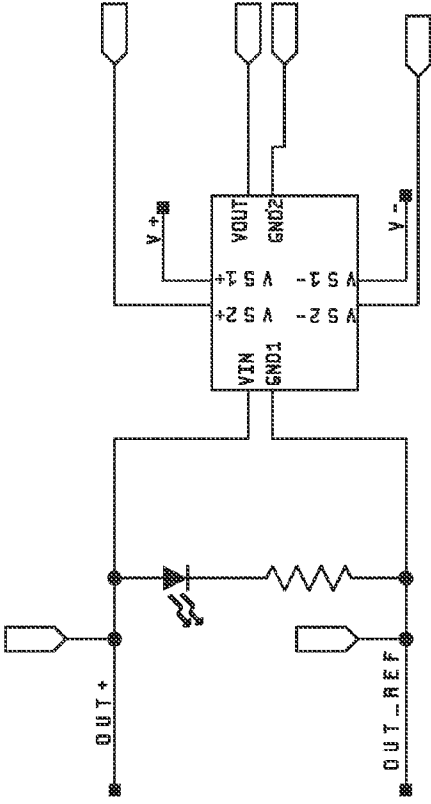 V+
VOUT
GND2
V-
VS1+
VS1-
VS2+
VS2-
VIN
GND1
OUT+
OUT_REF